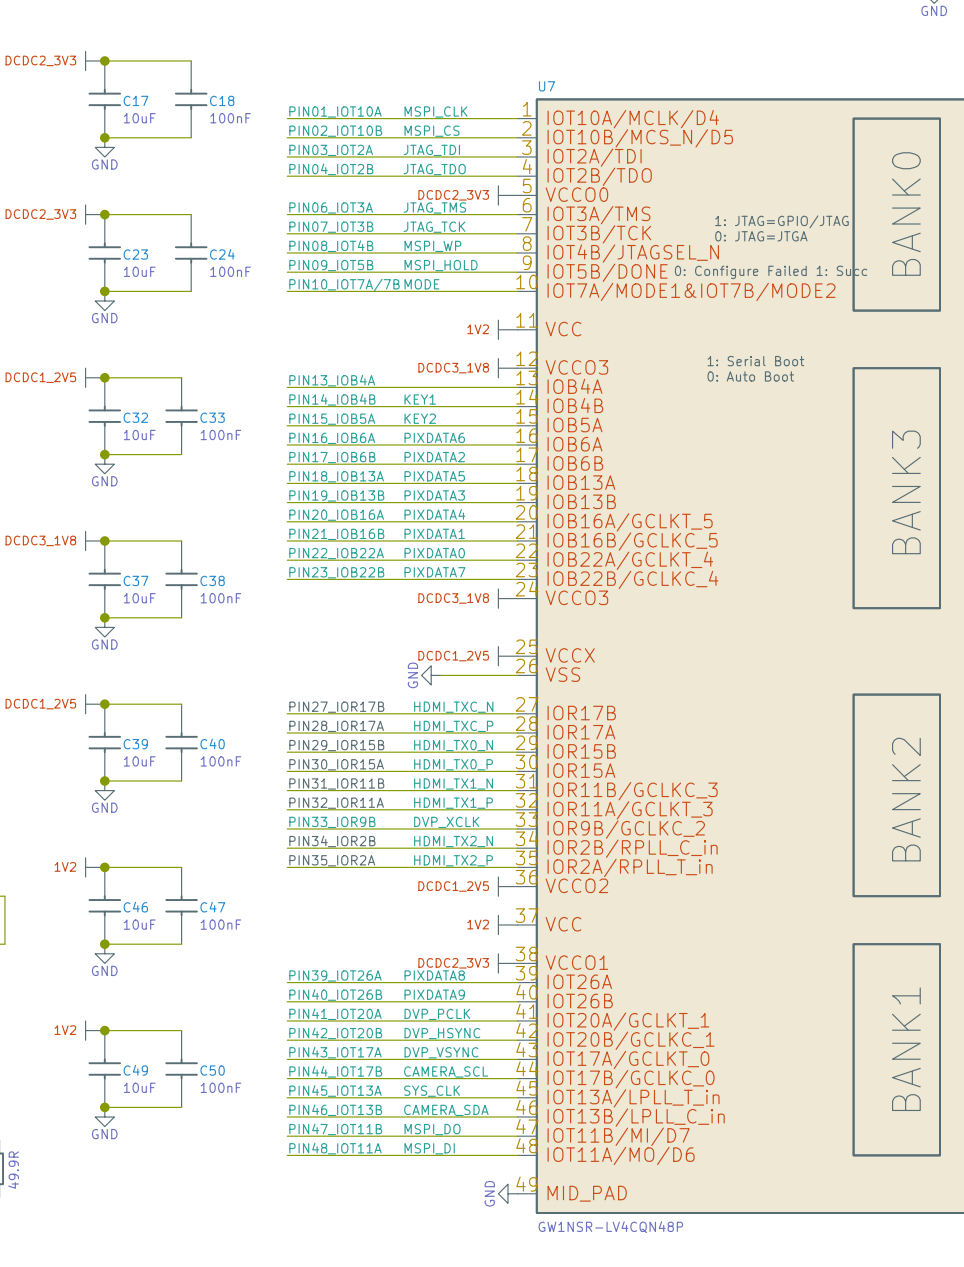 GND
DCDC2_3V3
C17
10uF
C18
100nF
GND
DCDC2_3V3
C23
10uF
C24
100nF
GND
DCDC1_2V5
C32
10uF
C33
100nF
GND
DCDC3_1V8
C37
10uF
C38
100nF
GND
DCDC1_2V5
C39
10uF
C40
100nF
GND
1V2
C46
10uF
C47
100nF
GND
1V2
C49
10uF
C50
100nF
GND
49.9R
U7
PIN01_IOT10A MSPI_CLK 1 IOT10A/MCLK/D4
PIN02_IOT10B MSPI_CS 2 IOT10B/MCS_N/D5
PIN03_IOT2A JTAG_TDI 3 IOT2A/TDI
PIN04_IOT2B JTAG_TDO 4 IOT2B/TDO
DCDC2_3V3 5 VCCO0
PIN06_IOT3A JTAG_TMS 6 IOT3A/TMS
PIN07_IOT3B JTAG_TCK 7 IOT3B/TCK
PIN08_IOT4B MSPI_WP 8 IOT4B/JTAGSEL_N
PIN09_IOT5B MSPI_HOLD 9 IOT5B/DONE
PIN10_IOT7A/7B MODE 10 IOT7A/MODE1&IOT7B/MODE2
1: JTAG=GPIO/JTAG
0: JTAG=JTGA
0: Configure Failed 1: Succ
BANK0
1V2 11 VCC
DCDC3_1V8 12 VCCO3
1: Serial Boot
0: Auto Boot
PIN13_IOB4A 13 IOB4A
PIN14_IOB4B KEY1 14 IOB4B
PIN15_IOB5A KEY2 15 IOB5A
PIN16_IOB6A PIXDATA6 16 IOB6A
PIN17_IOB6B PIXDATA2 17 IOB6B
PIN18_IOB13A PIXDATA5 18 IOB13A
PIN19_IOB13B PIXDATA3 19 IOB13B
PIN20_IOB16A PIXDATA4 20 IOB16A/GCLKT_5
PIN21_IOB16B PIXDATA1 21 IOB16B/GCLKC_5
PIN22_IOB22A PIXDATA0 22 IOB22A/GCLKT_4
PIN23_IOB22B PIXDATA7 23 IOB22B/GCLKC_4
DCDC3_1V8 24 VCCO3
BANK3
DCDC1_2V5 25 VCCX
GND 26 VSS
PIN27_IOR17B HDMI_TXC_N 27 IOR17B
PIN28_IOR17A HDMI_TXC_P 28 IOR17A
PIN29_IOR15B HDMI_TX0_N 29 IOR15B
PIN30_IOR15A HDMI_TX0_P 30 IOR15A
PIN31_IOR11B HDMI_TX1_N 31 IOR11B/GCLKC_3
PIN32_IOR11A HDMI_TX1_P 32 IOR11A/GCLKT_3
PIN33_IOR9B DVP_XCLK 33 IOR9B/GCLKC_2
PIN34_IOR2B HDMI_TX2_N 34 IOR2B/RPLL_C_in
PIN35_IOR2A HDMI_TX2_P 35 IOR2A/RPLL_T_in
DCDC1_2V5 36 VCCO2
BANK2
1V2 37 VCC
DCDC2_3V3 38 VCCO1
PIN39_IOT26A PIXDATA8 39 IOT26A
PIN40_IOT26B PIXDATA9 40 IOT26B
PIN41_IOT20A DVP_PCLK 41 IOT20A/GCLKT_1
PIN42_IOT20B DVP_HSYNC 42 IOT20B/GCLKC_1
PIN43_IOT17A DVP_VSYNC 43 IOT17A/GCLKT_0
PIN44_IOT17B CAMERA_SCL 44 IOT17B/GCLKC_0
PIN45_IOT13A SYS_CLK 45 IOT13A/LPLL_T_in
PIN46_IOT13B CAMERA_SDA 46 IOT13B/LPLL_C_in
PIN47_IOT11B MSPI_DO 47 IOT11B/MI/D7
PIN48_IOT11A MSPI_DI 48 IOT11A/MO/D6
BANK1
GND 49 MID_PAD
GW1NSR-LV4CQN48P